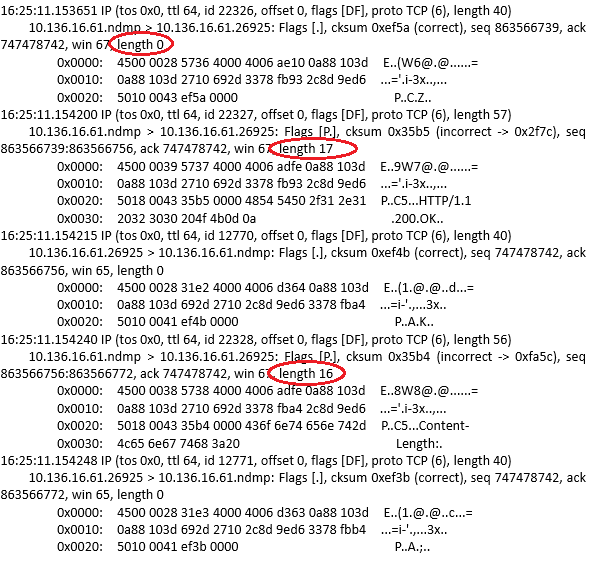 16:25:11.153651 IP (tos 0x0, ttl 64, id 22326, offset 0, flags [DF], proto TCP (6), length 40)
10.136.16.61.ndmp > 10.136.16.61.26925: Flags [.], cksum 0xef5a (correct), seq 863566739, ack
747478742, win 67, length 0
0x0000: 4500 0028 5736 4000 4006 ae10 0a88 103d E..(W6@.@......=
0x0010: 0a88 103d 2710 692d 3378 fb93 2c8d 9ed6 ...='.i-3x..,...
0x0020: 5010 0043 ef5a 0000 P..C.Z..
16:25:11.154200 IP (tos 0x0, ttl 64, id 22327, offset 0, flags [DF], proto TCP (6), length 57)
10.136.16.61.ndmp > 10.136.16.61.26925: Flags [P.], cksum 0x35b5 (incorrect -> 0x2f7c), seq
863566739:863566756, ack 747478742, win 67, length 17
0x0000: 4500 0039 5737 4000 4006 adfe 0a88 103d E..9W7@.@......=
0x0010: 0a88 103d 2710 692d 3378 fb93 2c8d 9ed6 ...='.i-3x..,...
0x0020: 5018 0043 35b5 0000 4854 5450 2f31 2e31 P..C5...HTTP/1.1
0x0030: 2032 3030 204f 4b0d 0a .200.OK..
16:25:11.154215 IP (tos 0x0, ttl 64, id 12770, offset 0, flags [DF], proto TCP (6), length 40)
10.136.16.61.26925 > 10.136.16.61.ndmp: Flags [.], cksum 0xef4b (correct), seq 747478742, ack
863566756, win 65, length 0
0x0000: 4500 0028 31e2 4000 4006 d364 0a88 103d E..(1.@.@..d...=
0x0010: 0a88 103d 692d 2710 2c8d 9ed6 3378 fba4 ...=i-'.,...3x..
0x0020: 5010 0041 ef4b 0000 P..A.K..
16:25:11.154240 IP (tos 0x0, ttl 64, id 22328, offset 0, flags [DF], proto TCP (6), length 56)
10.136.16.61.ndmp > 10.136.16.61.26925: Flags [P.], cksum 0x35b4 (incorrect -> 0xfa5c), seq
863566756:863566772, ack 747478742, win 67, length 16
0x0000: 4500 0038 5738 4000 4006 adfe 0a88 103d E..8W8@.@......=
0x0010: 0a88 103d 2710 692d 3378 fba4 2c8d 9ed6 ...='.i-3x..,...
0x0020: 5018 0043 35b4 0000 436f 6e74 656e 742d P..C5...Content-
0x0030: 4c65 6e67 7468 3a20 Length:.
16:25:11.154248 IP (tos 0x0, ttl 64, id 12771, offset 0, flags [DF], proto TCP (6), length 40)
10.136.16.61.26925 > 10.136.16.61.ndmp: Flags [.], cksum 0xef3b (correct), seq 747478742, ack
863566772, win 65, length 0
0x0000: 4500 0028 31e3 4000 4006 d363 0a88 103d E..(1.@.@..c...=
0x0010: 0a88 103d 692d 2710 2c8d 9ed6 3378 fbb4 ...=i-'.,...3x..
0x0020: 5010 0041 ef3b 0000 P..A.;..